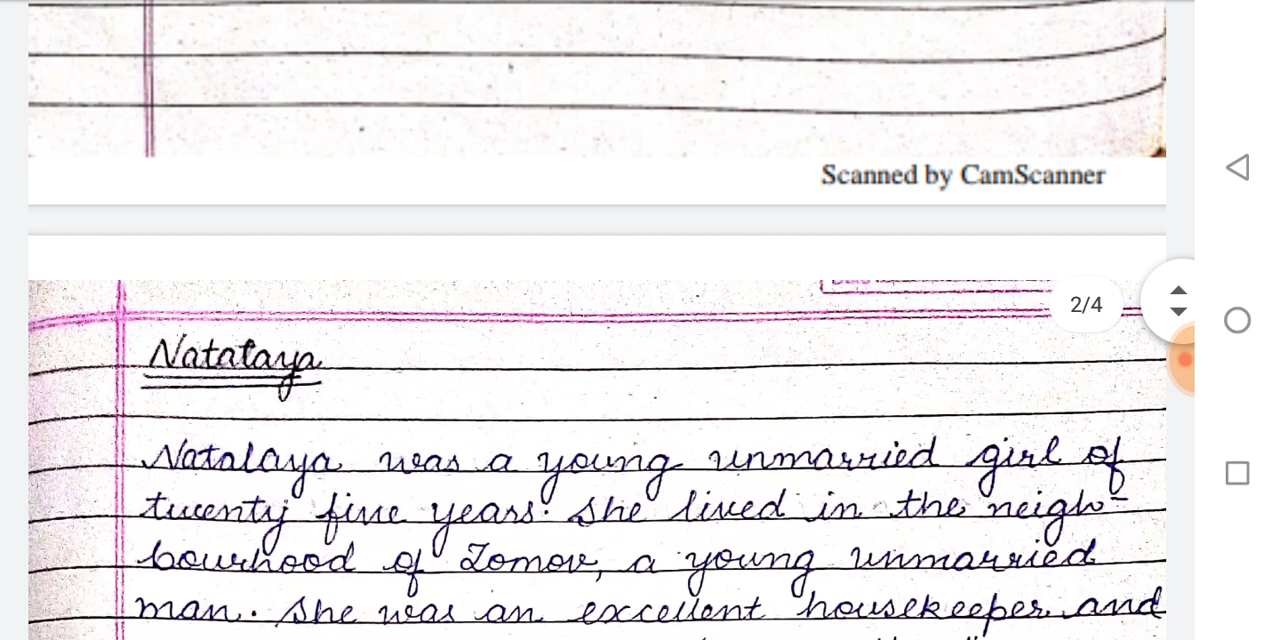 Scanned by CamScanner
2/4
Natalaya
Natalaya was a young unmarried girl of
twenty five years. She lived in the neigh-
bourhood of Lomov, a young unmarried
man. She was an excellent housekeeper and